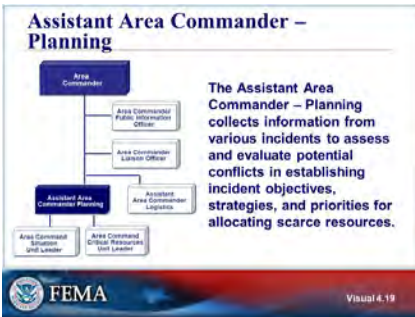 Assistant Area Commander –
Planning
Area
Commander
Area Commander
Public Information
Officer
Area Commander
Liaison Officer
Assistant Area
Commander Planning
Assistant
Area Commander
Logistics
Area Command
Situation
Unit Leader
Area Command
Critical Resources
Unit Leader
The Assistant Area
Commander – Planning
collects information from
various incidents to assess
and evaluate potential
conflicts in establishing
incident objectives,
strategies, and priorities for
allocating scarce resources.
FEMA
Visual 4.19